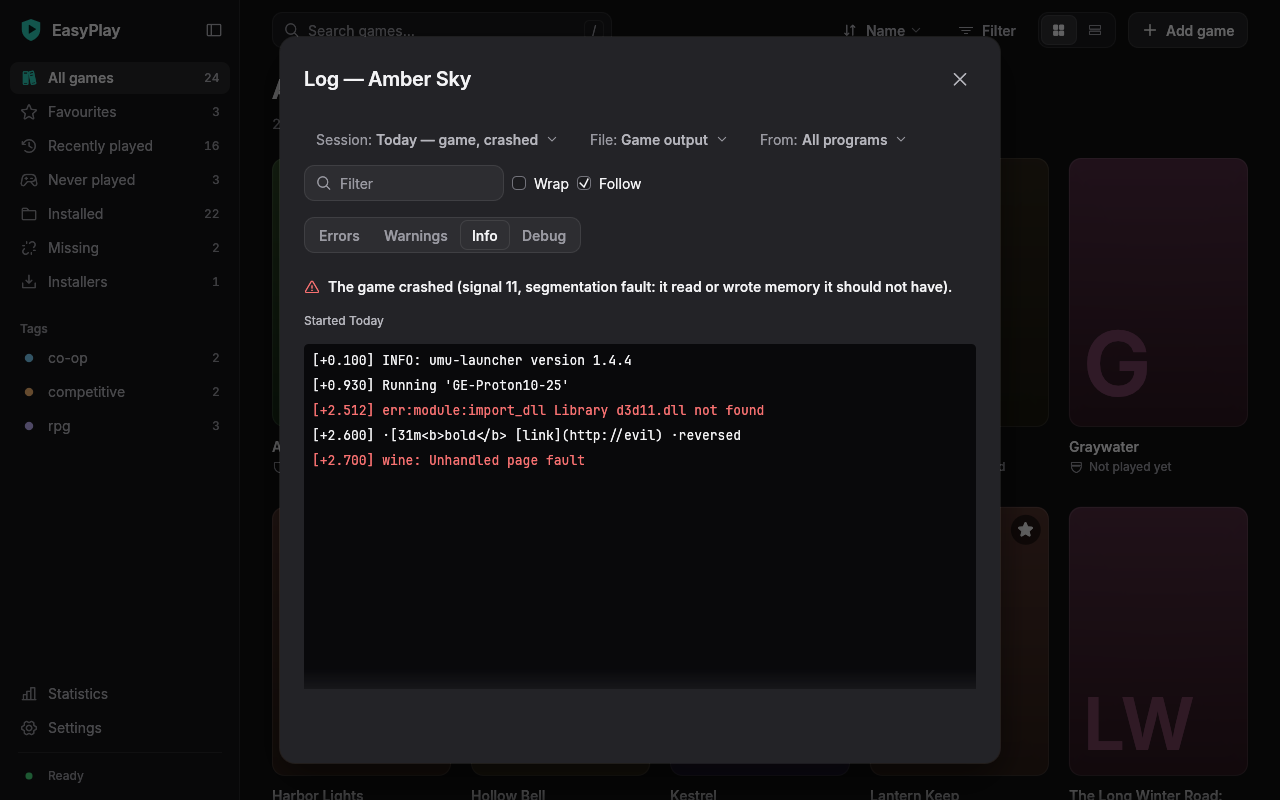 EasyPlay
Search games...
/
Name
Filter
Add game
All games 24
Favourites 3
Recently played 16
Never played 3
Installed 22
Missing 2
Installers 1
Tags
co-op 2
competitive 2
rpg 3
Statistics
Settings
Ready
Log — Amber Sky
Session: Today — game, crashed
File: Game output
From: All programs
Filter
Wrap
Follow
Errors
Warnings
Info
Debug
The game crashed (signal 11, segmentation fault: it read or wrote memory it should not have).
Started Today
[+0.100] INFO: umu-launcher version 1.4.4
[+0.930] Running 'GE-Proton10-25'
[+2.512] err:module:import_dll Library d3d11.dll not found
[+2.600] ·[31m<b>bold</b> [link](http://evil) ·reversed
[+2.700] wine: Unhandled page fault
G
Graywater
Not played yet
LW
Harbor Lights
Hollow Bell
Kestrel
Lantern Keep
The Long Winter Road: